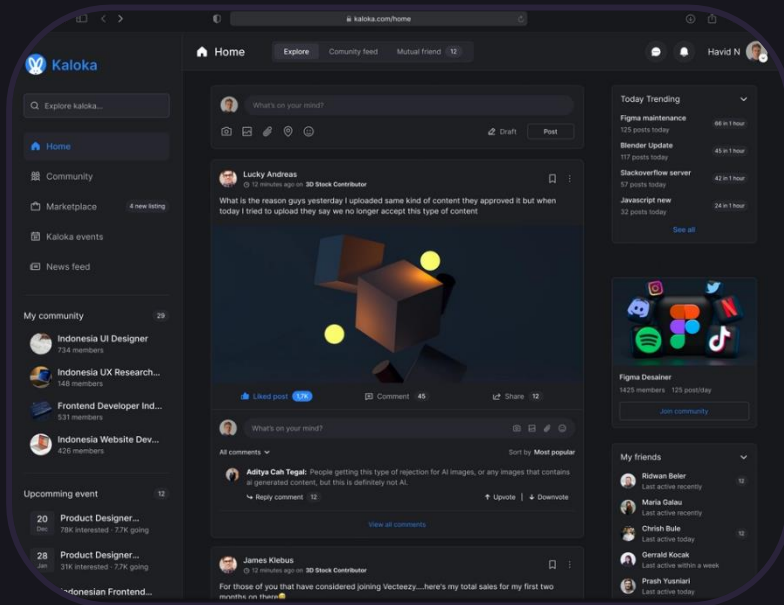 kaloka.com/home
Kaloka
Explore kaloka...
Home
Community
Marketplace
4 new listing
Kaloka events
News feed
My community
29
Indonesia UI Designer
734 members
Indonesia UX Research...
148 members
Frontend Developer Ind...
531 members
Indonesia Website Dev...
426 members
Upcomming event
12
20
Dec
Product Designer...
78K interested · 7.7K going
28
Jan
Product Designer...
31K interested · 7.7K going
Indonesian Frontend...
Home
Explore
Comunity feed
Mutual friend
12
Havid N
What's on your mind?
Draft
Post
Lucky Andreas
12 minutes ago on 3D Stock Contributor
What is the reason guys yesterday I uploaded same kind of content they approved it but when
today I tried to upload they say we no longer accept this type of content
Liked post
1,7K
Comment
45
Share
12
What's on your mind?
All comments
Sort by Most popular
Aditya Cah Tegal: People getting this type of rejection for AI images, or any images that contains
ai generated content, but this is definitely not AI.
Reply comment
12
Upvote
Downvote
View all comments
James Klebus
12 minutes ago on 3D Stock Contributor
For those of you that have considered joining Vecteezy....here's my total sales for my first two
months on there
Today Trending
Figma maintenance
125 posts today
66 in 1 hour
Blender Update
117 posts today
45 in 1 hour
Slackoverflow server
57 posts today
42 in 1 hour
Javascript new
32 posts today
24 in 1 hour
See all
Figma Desainer
1425 members 125 post/day
Join community
My friends
Ridwan Beler
Last active recently
12
Maria Galau
Last active recently
Chrish Bule
Last active today
12
Gerrald Kocak
Last active within a week
Prash Yusniari
Last active today